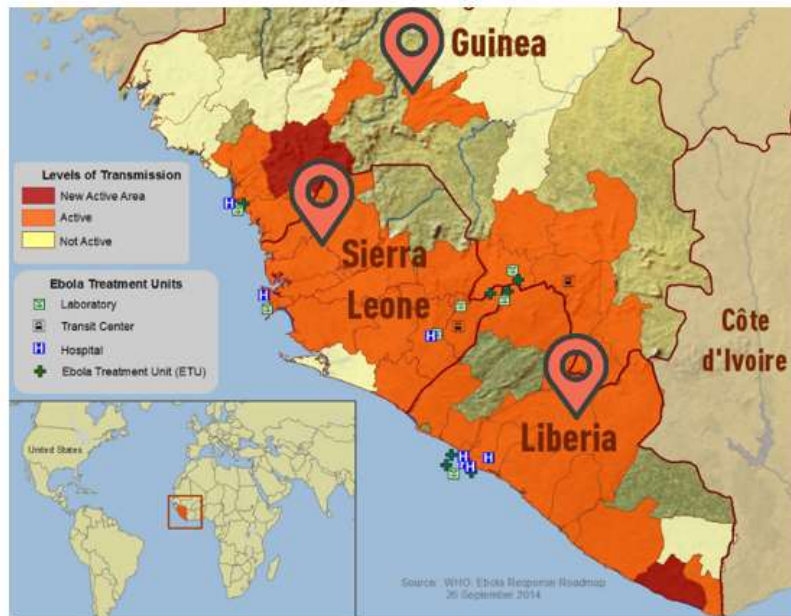 Guinea
Levels of Transmission
New Active Area
Active
Not Active
Sierra
Leone
Ebola Treatment Units
Laboratory
Transit Center
Hospital
Ebola Treatment Unit (ETU)
H
H
H
H
H
H
H
Côte
d'Ivoire
Liberia
United States
Source: WHO: Ebola Response Roadmap
26 September 2014